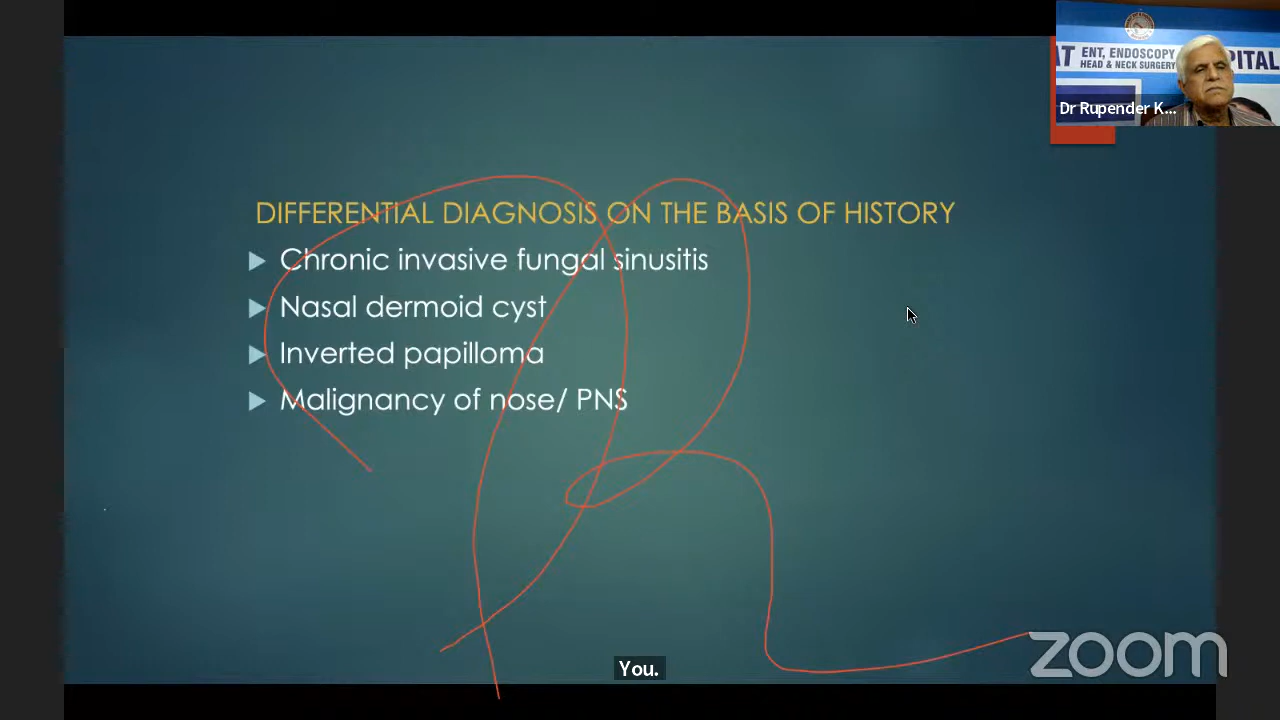 AT ENT, ENDOSCOPY PITAL
HEAD & NECK SURGERY
Dr Rupender K...
DIFFERENTIAL DIAGNOSIS ON THE BASIS OF HISTORY
Chronic invasive fungal sinusitis
Nasal dermoid cyst
Inverted papilloma
Malignancy of nose/ PNS
zoom
You.